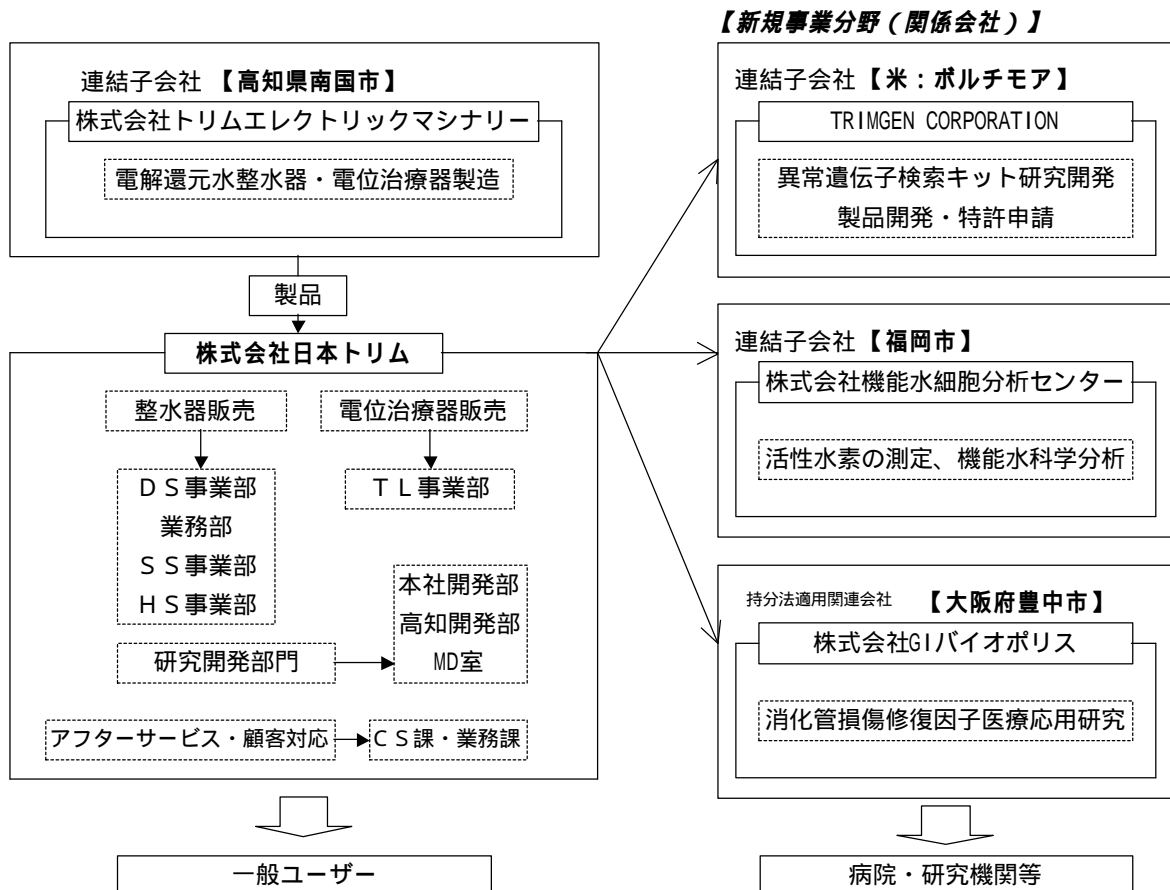 【新規事業分野(関係会社)】
連結子会社 【高知県南国市】
株式会社トリムエレクトリックマシナリー
電解還元水整水器・電位治療器製造
製品
株式会社日本トリム
整水器販売
電位治療器販売
DS事業部
業務部
SS事業部
HS事業部
TL事業部
研究開発部門
本社開発部
高知開発部
MD室
アフターサービス・顧客対応
CS課・業務課
一般ユーザー
連結子会社 【米:ボルチモア】
TRIMGEN CORPORATION
異常遺伝子検索キット研究開発
製品開発・特許申請
連結子会社 【福岡市】
株式会社機能水細胞分析センター
活性水素の測定、機能水科学分析
持分法適用関連会社 【大阪府豊中市】
株式会社GIバイオポリス
消化管損傷修復因子医療応用研究
病院・研究機関等